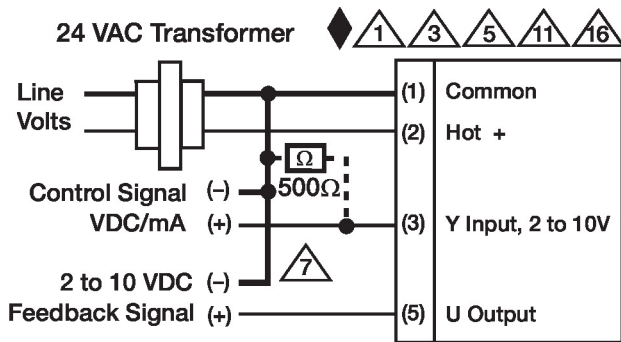 24 VAC Transformer 1 3 5 11 16
Line Volts
(1) Common
(2) Hot +
Ω
500Ω
Control Signal (–)
VDC/mA (+)
(3) Y Input, 2 to 10V
7
2 to 10 VDC (–)
Feedback Signal (+)
(5) U Output